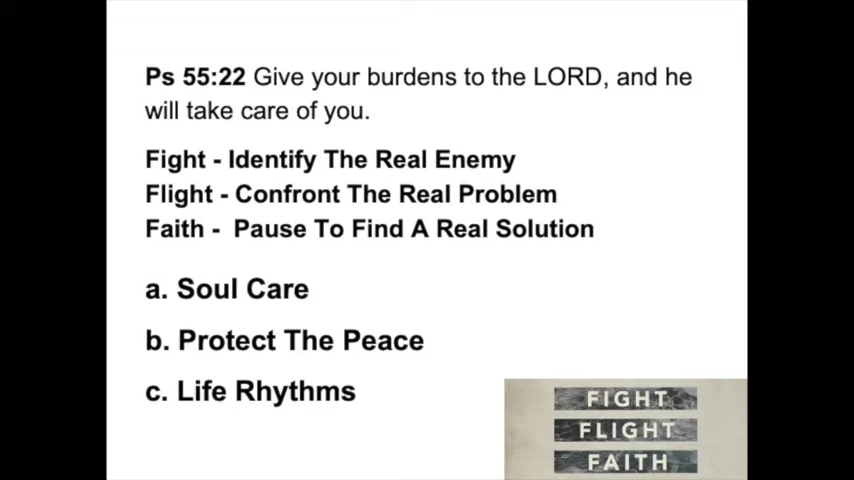 Ps 55:22 Give your burdens to the LORD, and he
will take care of you.
Fight - Identify The Real Enemy
Flight - Confront The Real Problem
Faith - Pause To Find A Real Solution
a. Soul Care
b. Protect The Peace
c. Life Rhythms
FIGHT
FLIGHT
FAITH